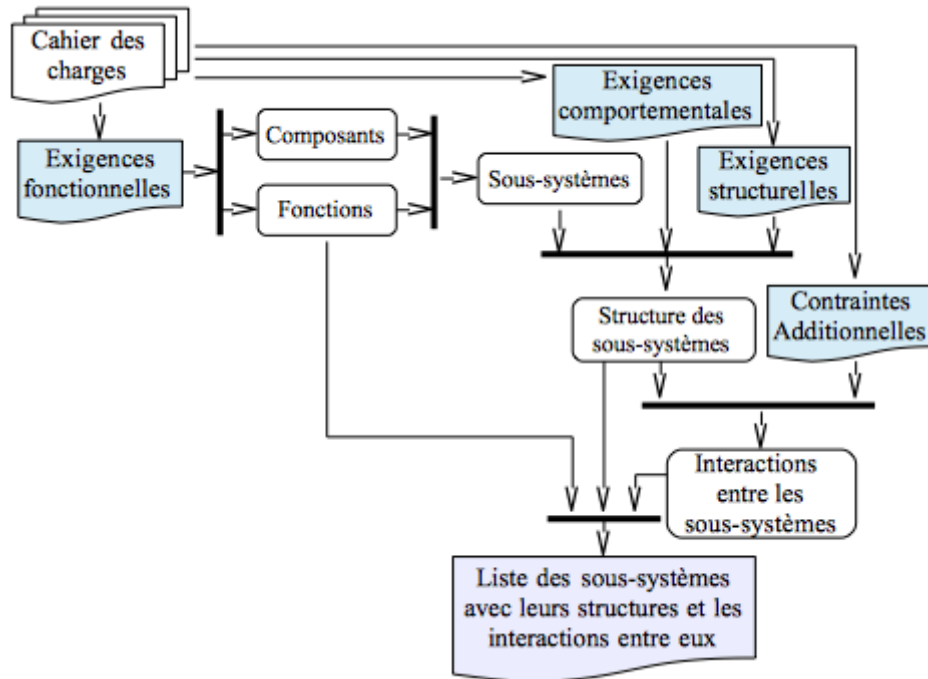 Cahier des
charges
Exigences
fonctionnelles
Composants
Fonctions
Sous-systèmes
Exigences
comportementales
Exigences
structurelles
Structure des
sous-systèmes
Contraintes
Additionnelles
Interactions
entre les
sous-systèmes
Liste des sous-systèmes
avec leurs structures et les
interactions entre eux